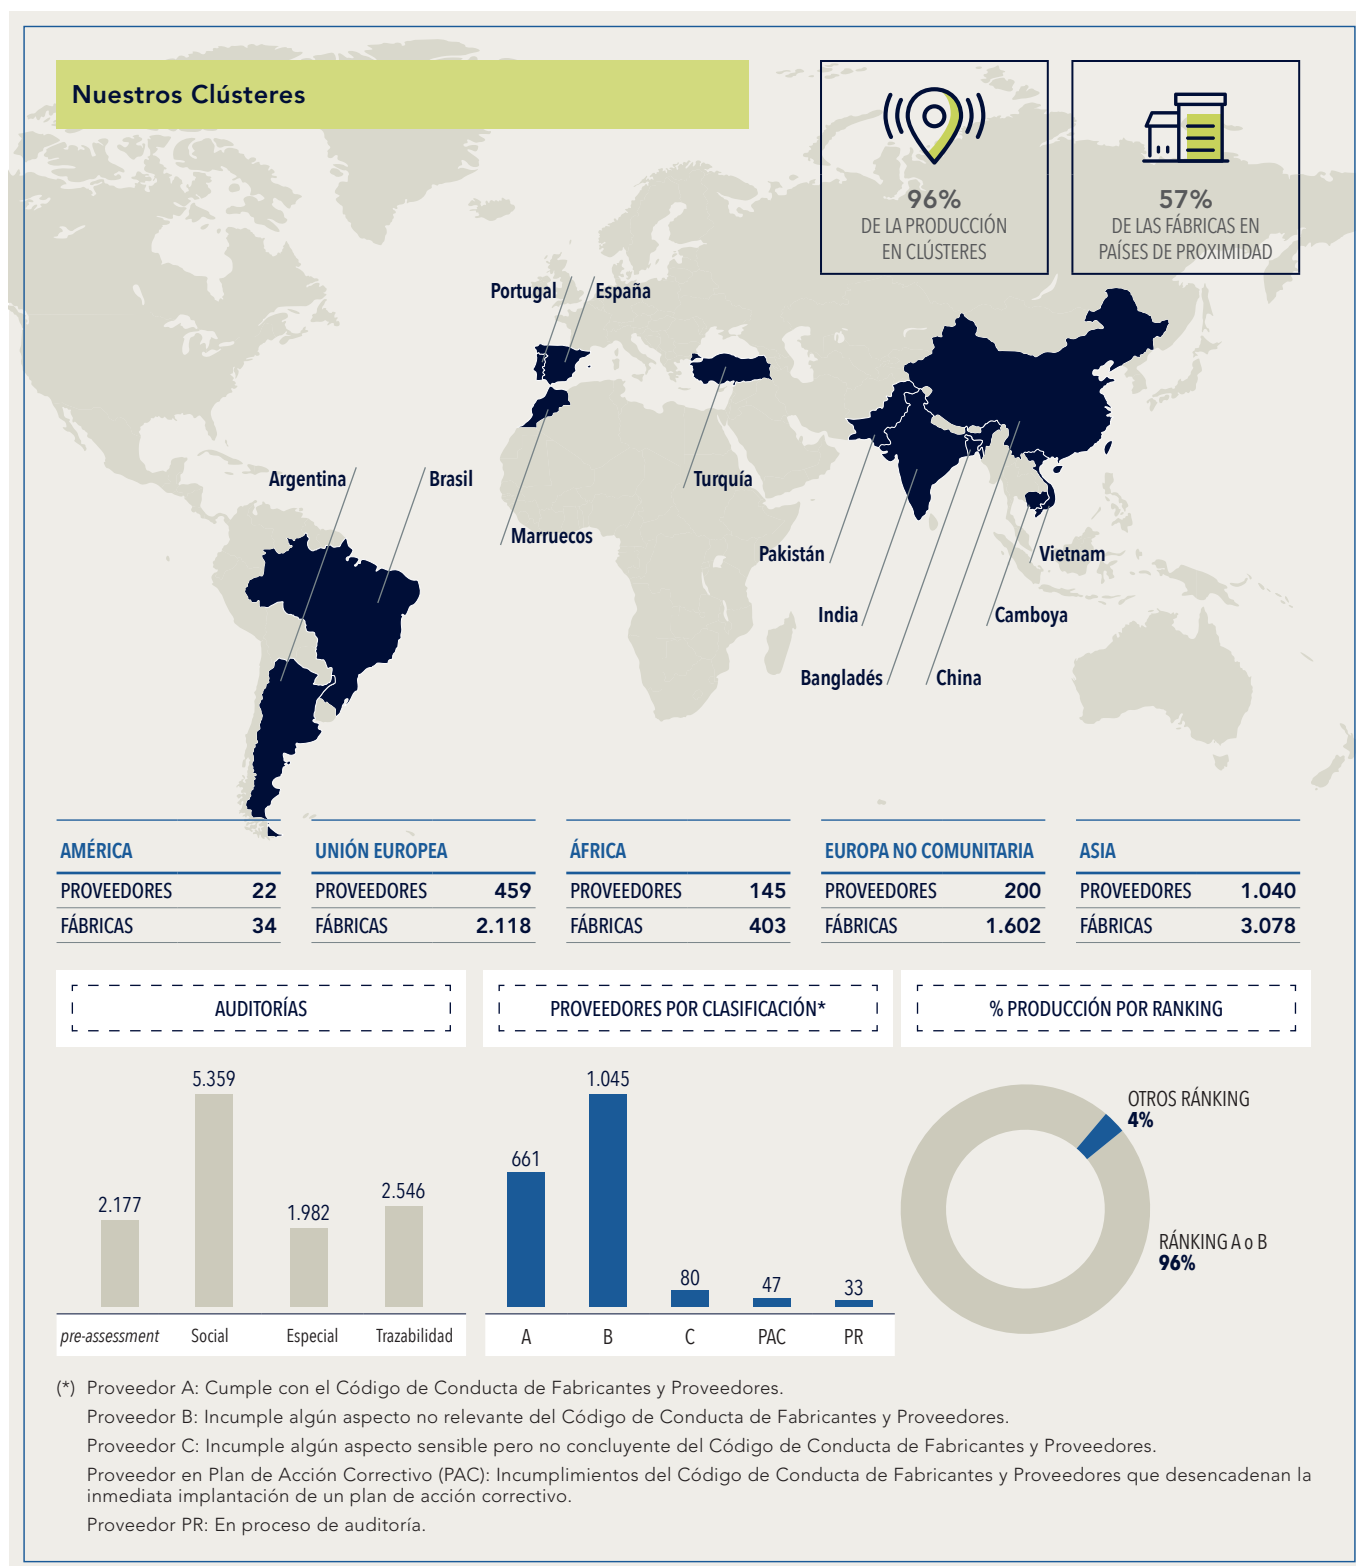 Nuestros Clústeres
96%
DE LA PRODUCCIÓN
EN CLÚSTERES
57%
DE LAS FÁBRICAS EN
PAÍSES DE PROXIMIDAD
Portugal
España
Argentina
Brasil
Turquía
Marruecos
Pakistán
Vietnam
India
Camboya
Bangladés
China
AMÉRICA
PROVEEDORES 22
FÁBRICAS 34
UNIÓN EUROPEA
PROVEEDORES 459
FÁBRICAS 2.118
ÁFRICA
PROVEEDORES 145
FÁBRICAS 403
EUROPA NO COMUNITARIA
PROVEEDORES 200
FÁBRICAS 1.602
ASIA
PROVEEDORES 1.040
FÁBRICAS 3.078
AUDITORÍAS
2.177
5.359
1.982
2.546
pre-assessment Social Especial Trazabilidad
PROVEEDORES POR CLASIFICACIÓN*
661
1.045
80
47
33
A B C PAC PR
% PRODUCCIÓN POR RANKING
OTROS RÁNKING
4%
RÁNKING A o B
96%
(*) Proveedor A: Cumple con el Código de Conducta de Fabricantes y Proveedores.
Proveedor B: Incumple algún aspecto no relevante del Código de Conducta de Fabricantes y Proveedores.
Proveedor C: Incumple algún aspecto sensible pero no concluyente del Código de Conducta de Fabricantes y Proveedores.
Proveedor en Plan de Acción Correctivo (PAC): Incumplimientos del Código de Conducta de Fabricantes y Proveedores que desencadenan la
inmediata implantación de un plan de acción correctivo.
Proveedor PR: En proceso de auditoría.